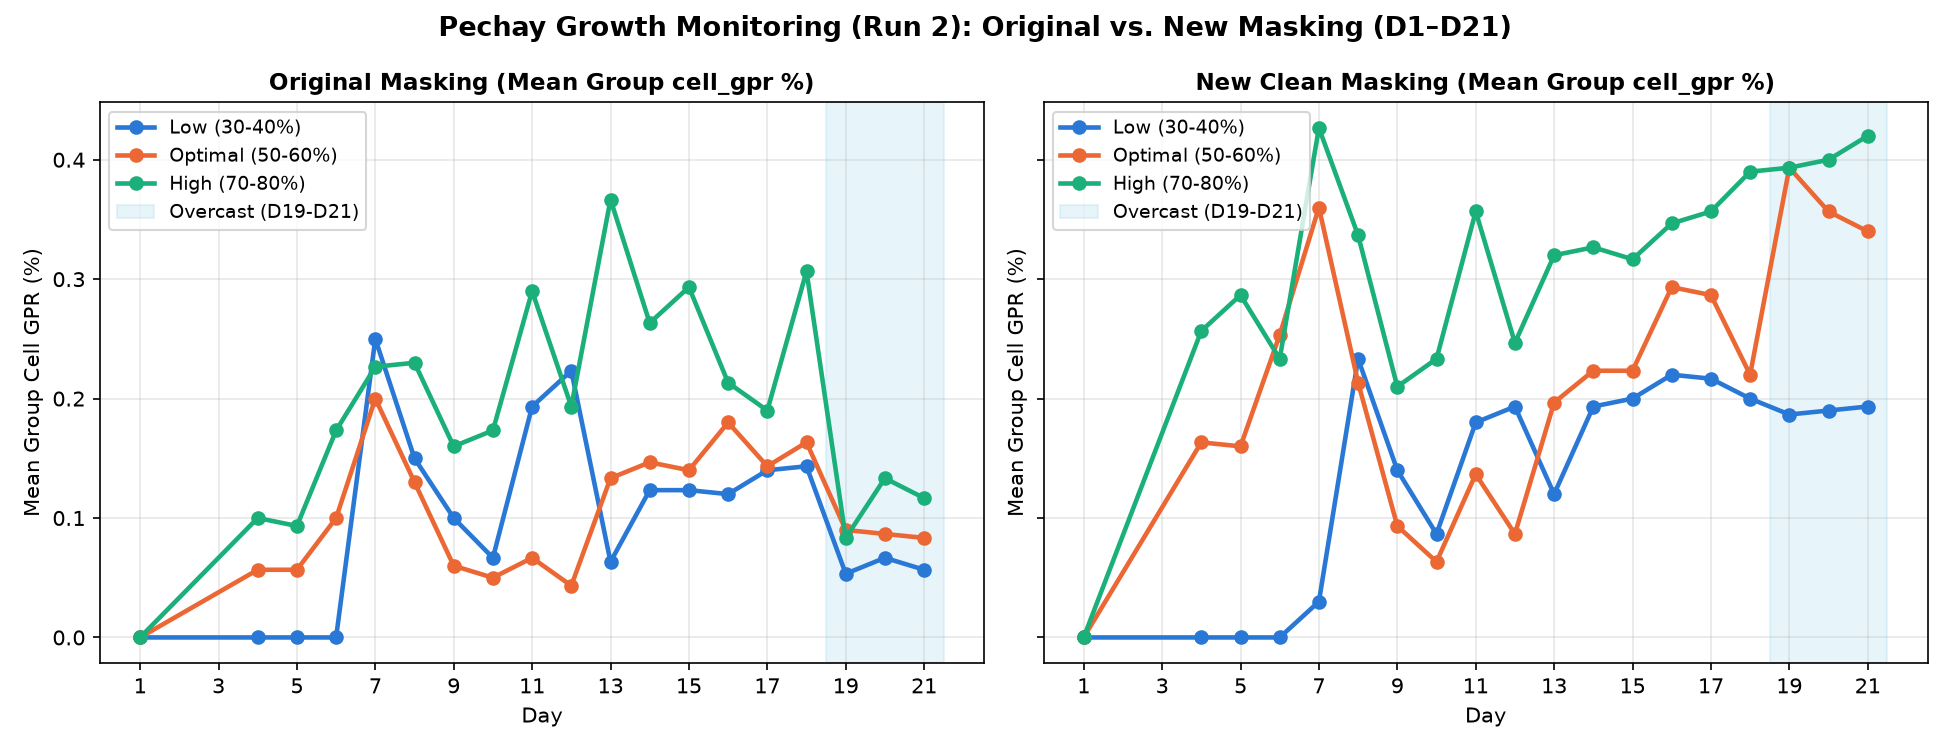 Pechay Growth Monitoring (Run 2): Original vs. New Masking (D1–D21)
Original Masking (Mean Group cell_gpr %)
Low (30-40%)
Optimal (50-60%)
High (70-80%)
Overcast (D19-D21)
Mean Group Cell GPR (%)
0.4
0.3
0.2
0.1
0.0
1 3 5 7 9 11 13 15 17 19 21
Day
New Clean Masking (Mean Group cell_gpr %)
Low (30-40%)
Optimal (50-60%)
High (70-80%)
Overcast (D19-D21)
Mean Group Cell GPR (%)
1 3 5 7 9 11 13 15 17 19 21
Day